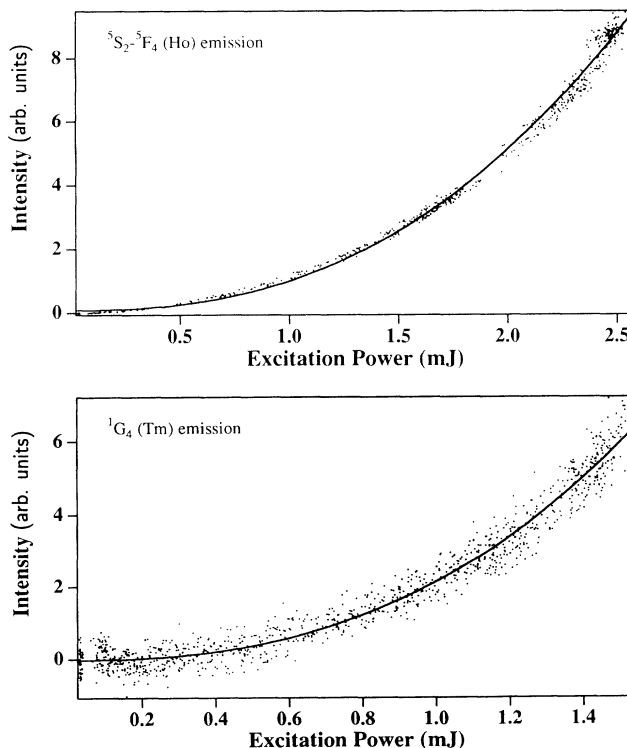 ⁵S₂-⁵F₄ (Ho) emission
Intensity (arb. units)
8
6
4
2
0
0.5 1.0 1.5 2.0 2.5
Excitation Power (mJ)
¹G₄ (Tm) emission
Intensity (arb. units)
6
4
2
0
0.2 0.4 0.6 0.8 1.0 1.2 1.4
Excitation Power (mJ)